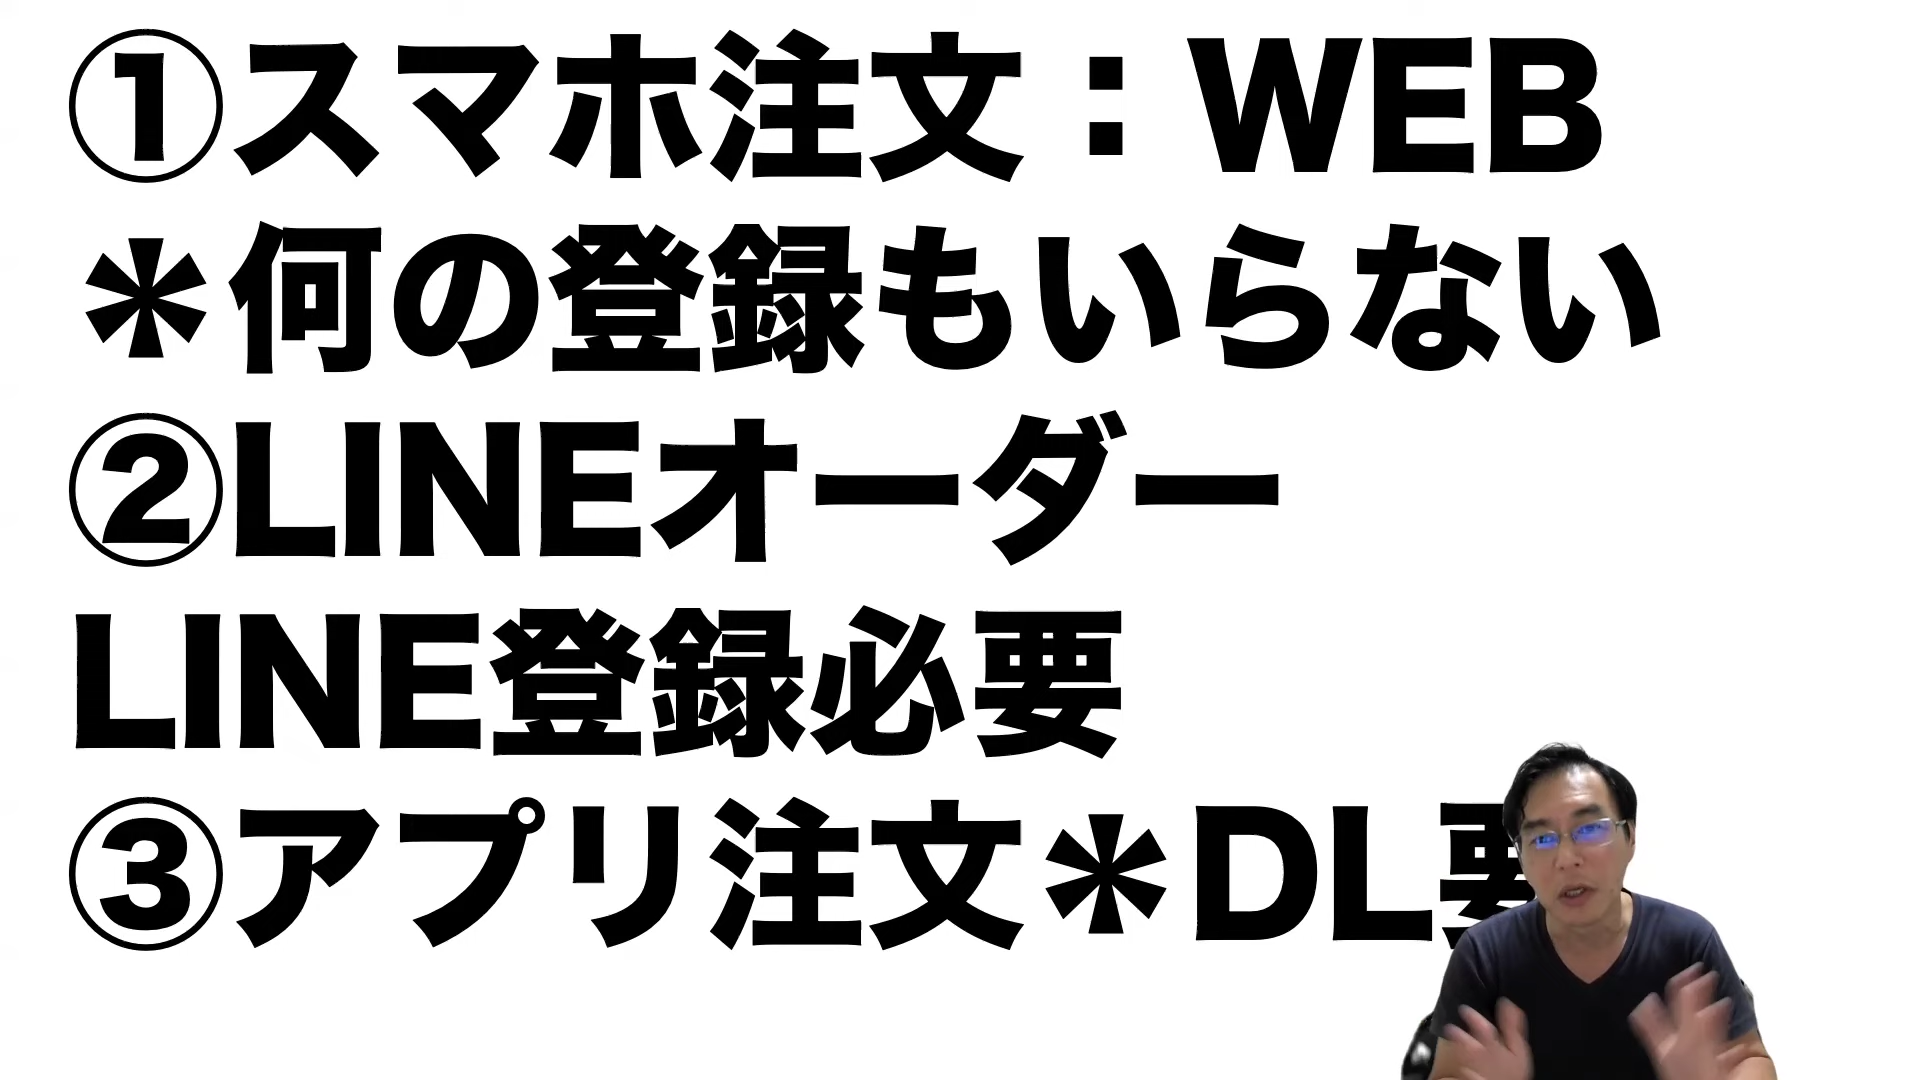 ①スマホ注文：WEB
＊何の登録もいらない
②LINEオーダー
LINE登録必要
③アプリ注文＊DL要